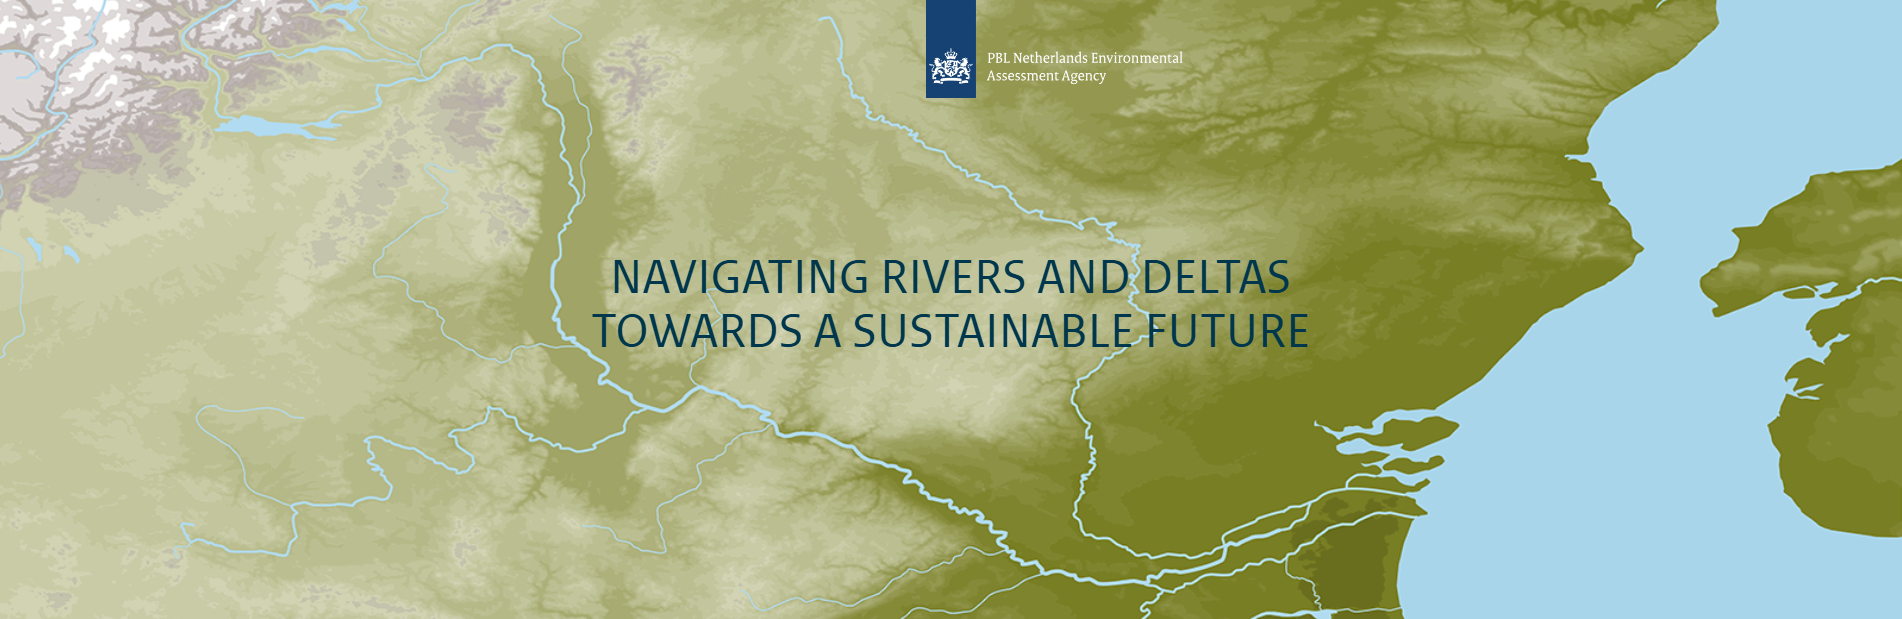 PBL Netherlands Environmental
Assessment Agency
NAVIGATING RIVERS AND DELTAS
TOWARDS A SUSTAINABLE FUTURE